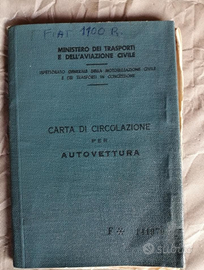 FIAT 1100 R.
MINISTERO DEI TRASPORTI
E DELL'AVIAZIONE CIVILE
ISPETTORATO GENERALE DELLA MOTORIZZAZIONE CIVILE
E DEI TRASPORTI IN CONCESSIONE
CARTA DI CIRCOLAZIONE
PER
AUTOVETTURA
F
subito